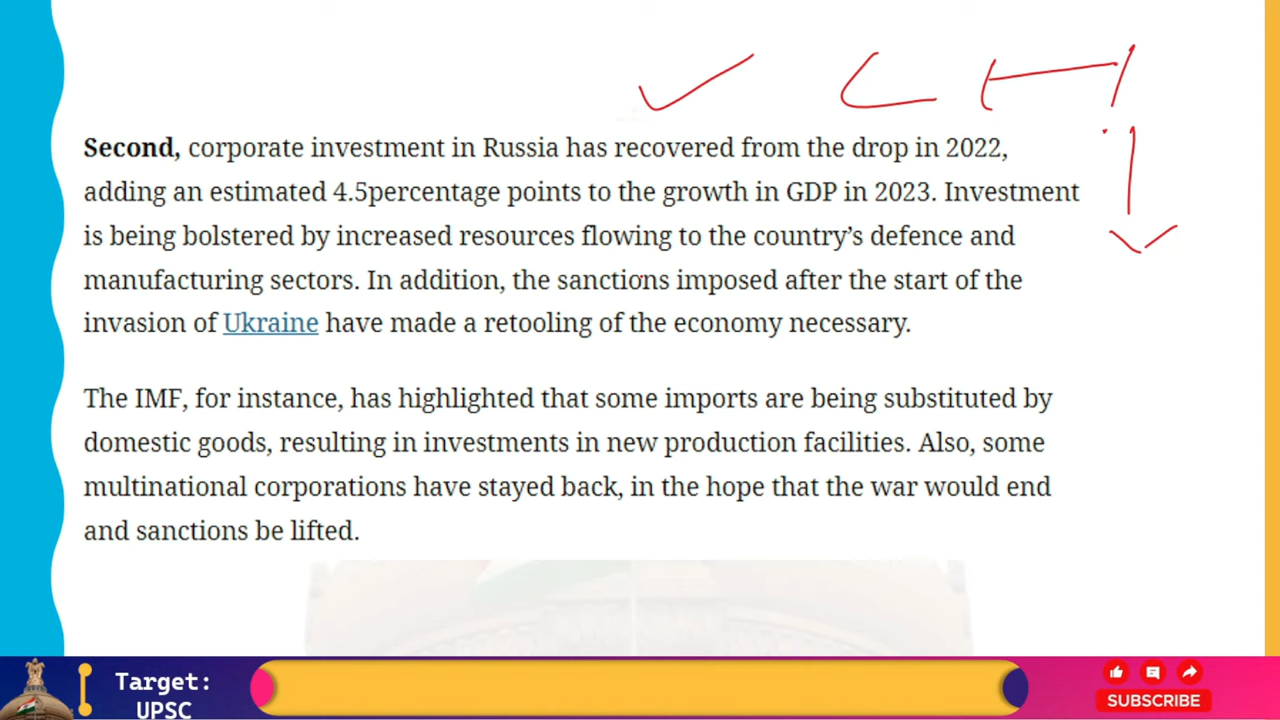 Second, corporate investment in Russia has recovered from the drop in 2022,
adding an estimated 4.5percentage points to the growth in GDP in 2023. Investment
is being bolstered by increased resources flowing to the country’s defence and
manufacturing sectors. In addition, the sanctions imposed after the start of the
invasion of Ukraine have made a retooling of the economy necessary.
The IMF, for instance, has highlighted that some imports are being substituted by
domestic goods, resulting in investments in new production facilities. Also, some
multinational corporations have stayed back, in the hope that the war would end
and sanctions be lifted.
Target:
UPSC
SUBSCRIBE